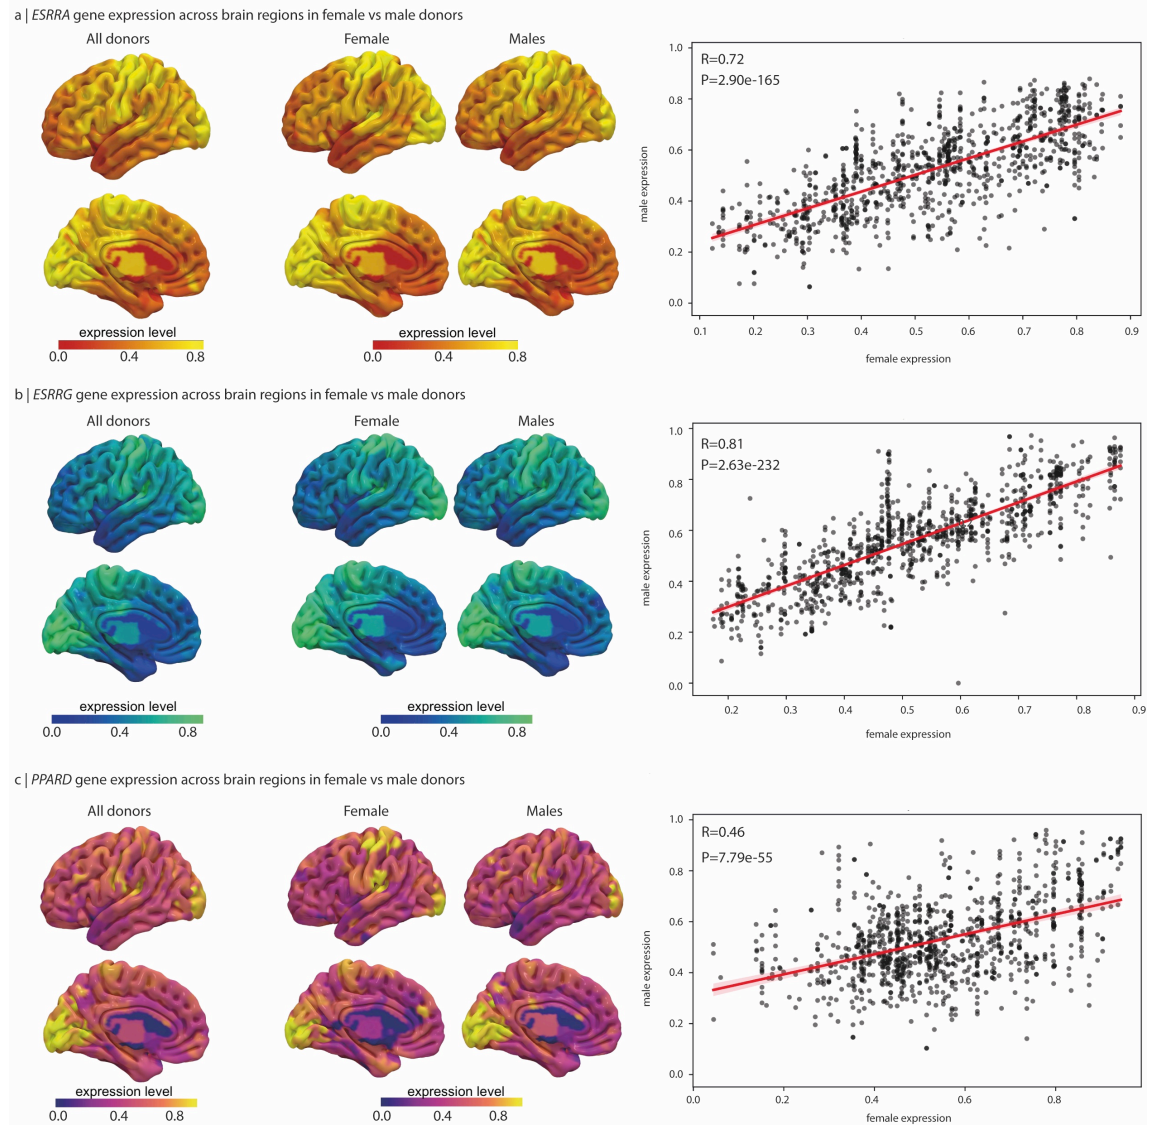 a | ESRRA gene expression across brain regions in female vs male donors
All donors
Female
Males
expression level
0.0 0.4 0.8
expression level
0.0 0.4 0.8
R=0.72
P=2.90e-165
male expression
1.0
0.8
0.6
0.4
0.2
0.0
0.1 0.2 0.3 0.4 0.5 0.6 0.7 0.8 0.9
female expression
b | ESRRG gene expression across brain regions in female vs male donors
All donors
Female
Males
expression level
0.0 0.4 0.8
expression level
0.0 0.4 0.8
R=0.81
P=2.63e-232
male expression
1.0
0.8
0.6
0.4
0.2
0.0
0.2 0.3 0.4 0.5 0.6 0.7 0.8 0.9
female expression
c | PPARD gene expression across brain regions in female vs male donors
All donors
Female
Males
expression level
0.0 0.4 0.8
expression level
0.0 0.4 0.8
R=0.46
P=7.79e-55
male expression
1.0
0.8
0.6
0.4
0.2
0.0
0.0 0.2 0.4 0.6 0.8
female expression